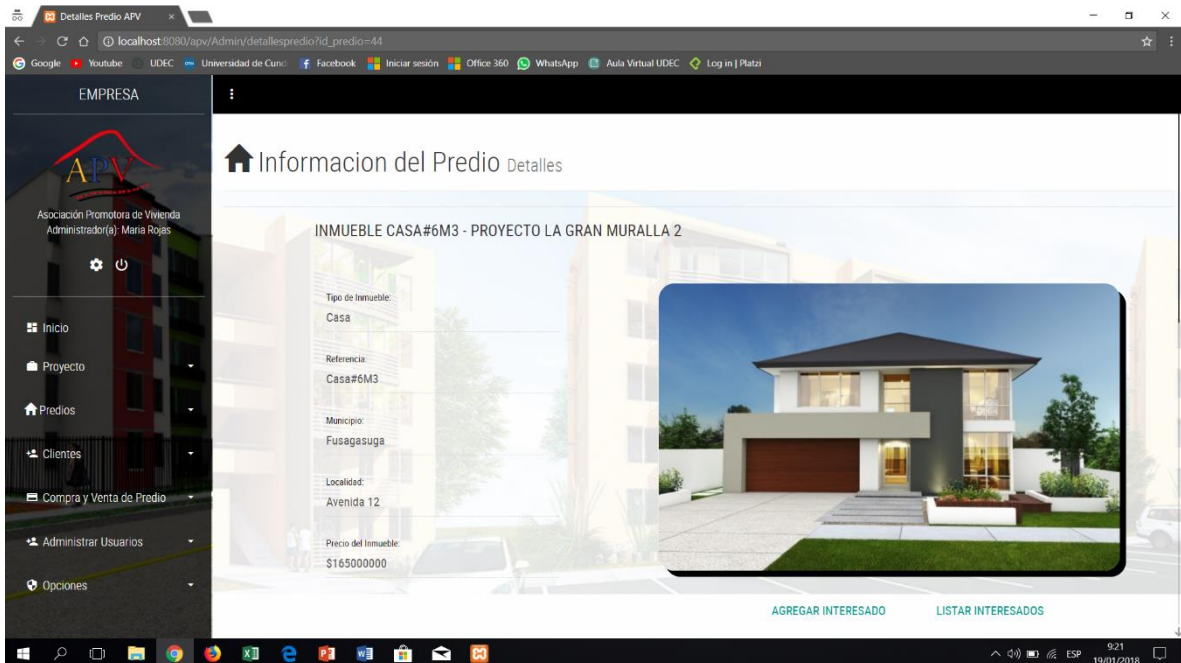 Detalles Predio APV
localhost:8080/apv/Admin/detallespredio?id_predio=44
Google Youtube UDEC Universidad de Cund Facebook Iniciar sesión Office 360 WhatsApp Aula Virtual UDEC Log in | Platzi
EMPRESA
APV
Asociación Promotora de Vivienda
Administrador(a): Maria Rojas
Inicio
Proyecto
Predios
Clientes
Compra y Venta de Predio
Administrar Usuarios
Opciones
Informacion del Predio Detalles
INMUEBLE CASA#6M3 - PROYECTO LA GRAN MURALLA 2
Tipo de Inmueble:
Casa
Referencia:
Casa#6M3
Municipio:
Fusagasuga
Localidad:
Avenida 12
Precio del Inmueble:
$165000000
AGREGAR INTERESADO LISTAR INTERESADOS
ESP
9:21
19/01/2018